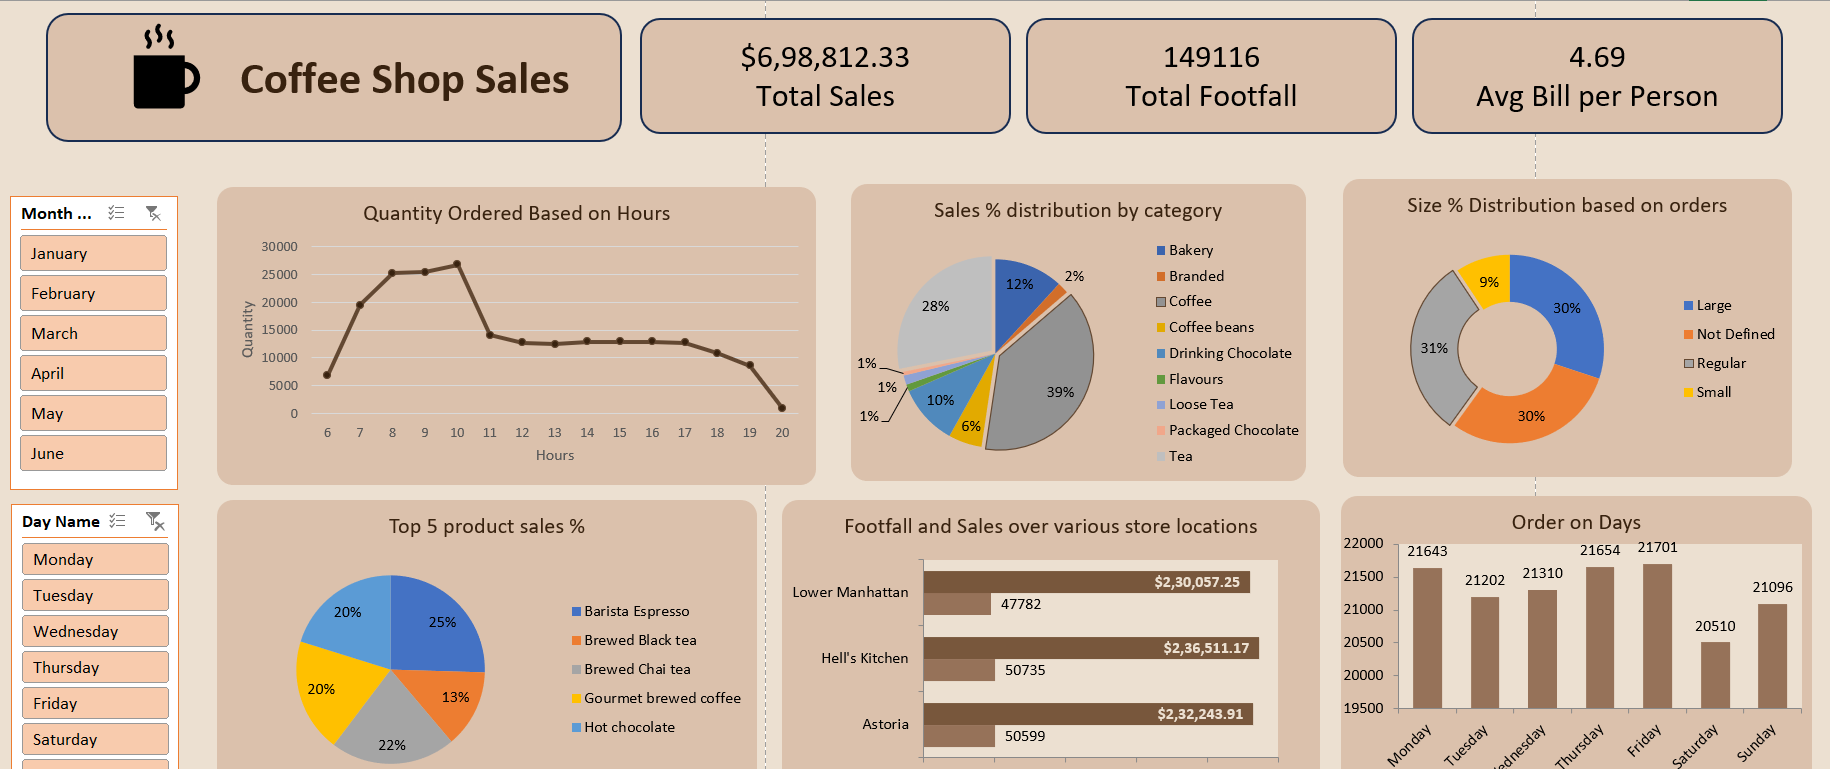 Coffee Shop Sales
$6,98,812.33
Total Sales
149116
Total Footfall
4.69
Avg Bill per Person
Month ...
January
February
March
April
May
June
Day Name
Monday
Tuesday
Wednesday
Thursday
Friday
Saturday
Quantity Ordered Based on Hours
30000
25000
20000
15000
10000
5000
0
Quantity
6 7 8 9 10 11 12 13 14 15 16 17 18 19 20
Hours
Sales % distribution by category
12%
2%
39%
6%
10%
1%
1%
1%
28%
Bakery
Branded
Coffee
Coffee beans
Drinking Chocolate
Flavours
Loose Tea
Packaged Chocolate
Tea
Size % Distribution based on orders
30%
30%
31%
9%
Large
Not Defined
Regular
Small
Top 5 product sales %
25%
13%
22%
20%
20%
Barista Espresso
Brewed Black tea
Brewed Chai tea
Gourmet brewed coffee
Hot chocolate
Footfall and Sales over various store locations
Lower Manhattan
$2,30,057.25
47782
Hell's Kitchen
$2,36,511.17
50735
Astoria
$2,32,243.91
50599
Order on Days
22000
21500
21000
20500
20000
19500
21643
21202
21310
21654
21701
20510
21096
Monday
Tuesday
ednesday
Thursday
Friday
Saturday
Sunday